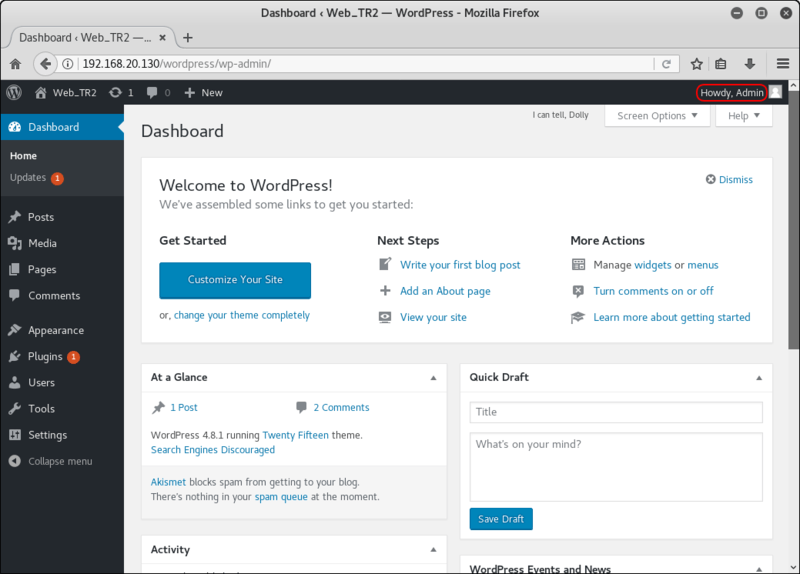 Dashboard ‹ Web_TR2 — WordPress - Mozilla Firefox
Dashboard ‹ Web_TR2 —...
192.168.20.130/wordpress/wp-admin/
Web_TR2 1 0 New Howdy, Admin
I can tell, Dolly Screen Options Help
Dashboard
Home
Updates 1
Posts
Media
Pages
Comments
Appearance
Plugins 1
Users
Tools
Settings
Collapse menu
Dashboard
Welcome to WordPress!
We've assembled some links to get you started:
Dismiss
Get Started
Customize Your Site
or, change your theme completely
Next Steps
Write your first blog post
Add an About page
View your site
More Actions
Manage widgets or menus
Turn comments on or off
Learn more about getting started
At a Glance
1 Post 2 Comments
WordPress 4.8.1 running Twenty Fifteen theme.
Search Engines Discouraged
Akismet blocks spam from getting to your blog.
There's nothing in your spam queue at the moment.
Activity
Quick Draft
Title
What's on your mind?
Save Draft
WordPress Events and News